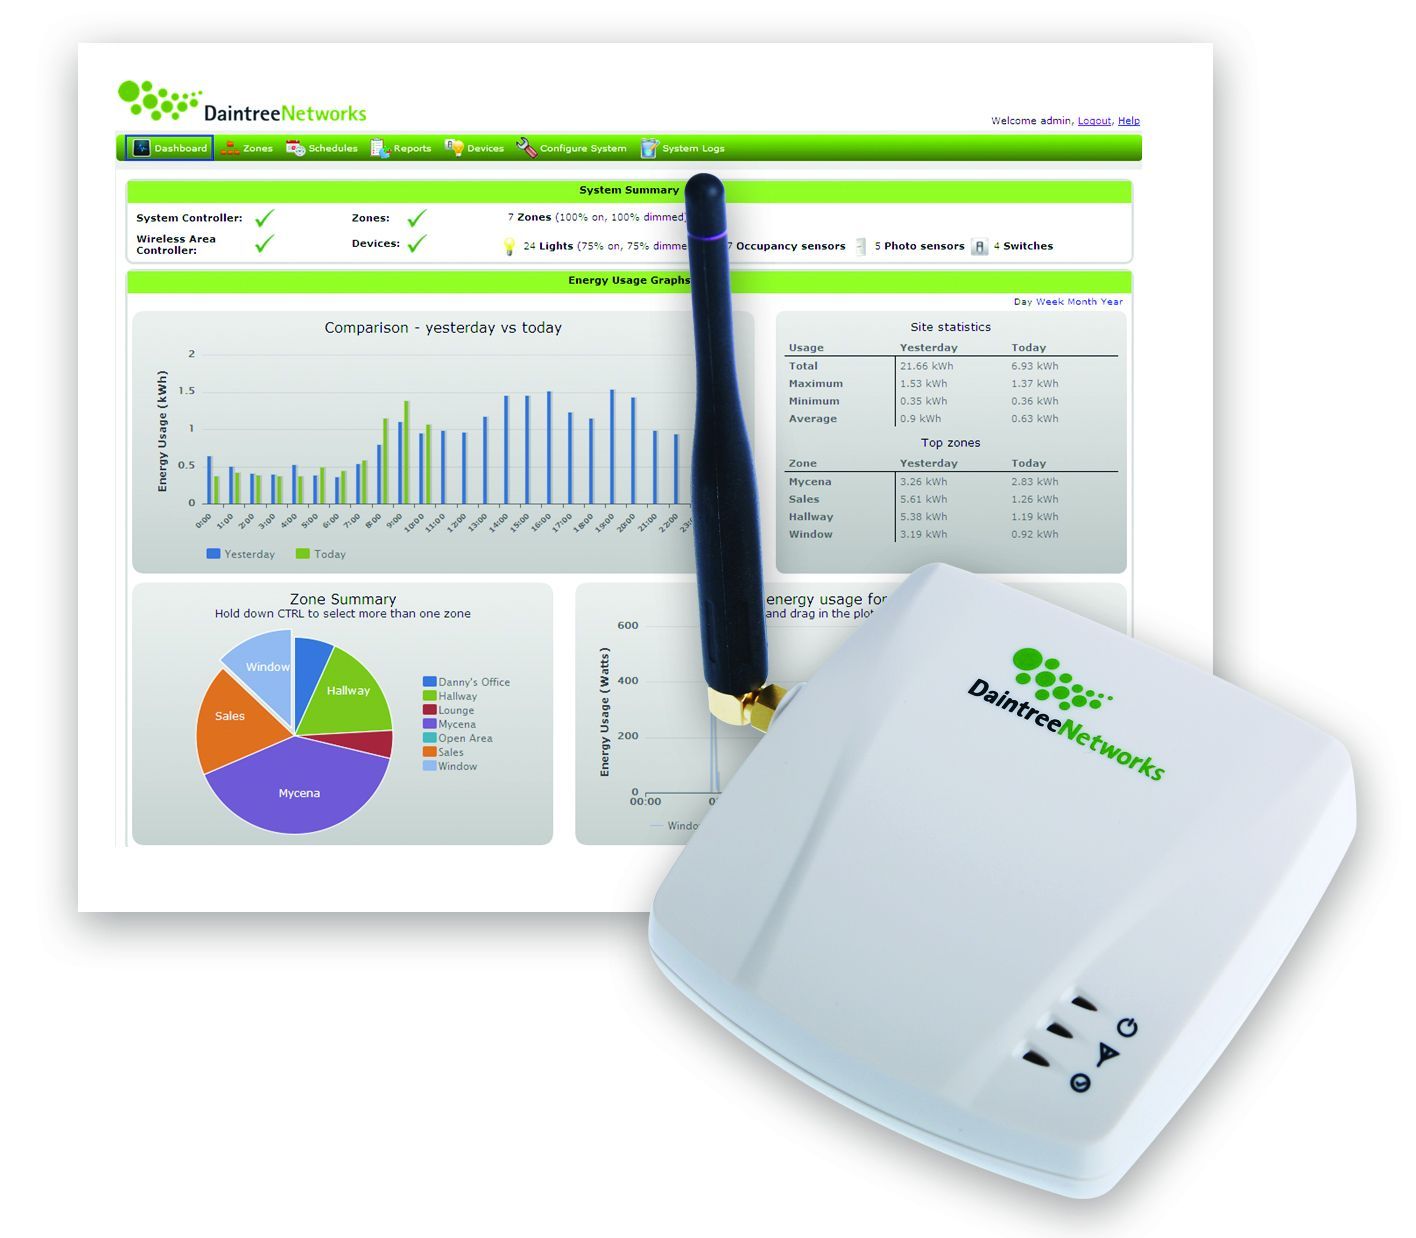 DaintreeNetworks
Welcome admin, Logout, Help
Dashboard Zones Schedules Reports Devices Configure System System Logs
System Summary
System Controller: Zones: 7 Zones (100% on, 100% dimmed)
Wireless Area Controller: Devices: 24 Lights (75% on, 75% dimme 7 Occupancy sensors 5 Photo sensors 4 Switches
Energy Usage Graphs
Day Week Month Year
Comparison - yesterday vs today
Energy Usage (kWh)
2
1.5
1
0.5
0
0:00 1:00 2:00 3:00 4:00 5:00 6:00 7:00 8:00 9:00 10:00 11:00 12:00 13:00 14:00 15:00 16:00 17:00 18:00 19:00 20:00 21:00 22:00
Yesterday Today
Site statistics
Usage Yesterday Today
Total 21.66 kWh 6.93 kWh
Maximum 1.53 kWh 1.37 kWh
Minimum 0.35 kWh 0.36 kWh
Average 0.9 kWh 0.63 kWh
Top zones
Zone Yesterday Today
Mycena 3.26 kWh 2.83 kWh
Sales 5.61 kWh 1.26 kWh
Hallway 5.38 kWh 1.19 kWh
Window 3.19 kWh 0.92 kWh
Zone Summary
Hold down CTRL to select more than one zone
Window
Hallway
Sales
Mycena
Danny's Office
Hallway
Lounge
Mycena
Open Area
Sales
Window
energy usage for
and drag in the plot
Energy Usage (Watts)
600
400
200
0
00:00
Windo
DaintreeNetworks